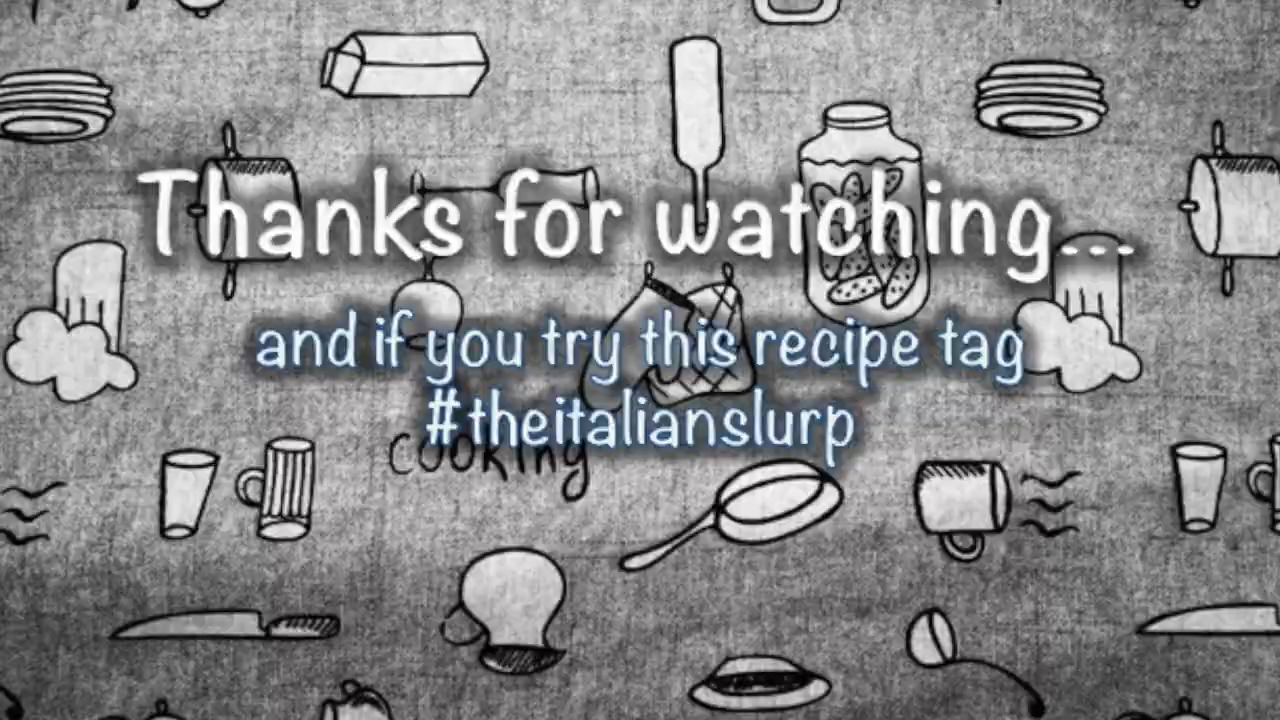 Thanks for watching...
and if you try this recipe tag
#theitalianslurp
cooking